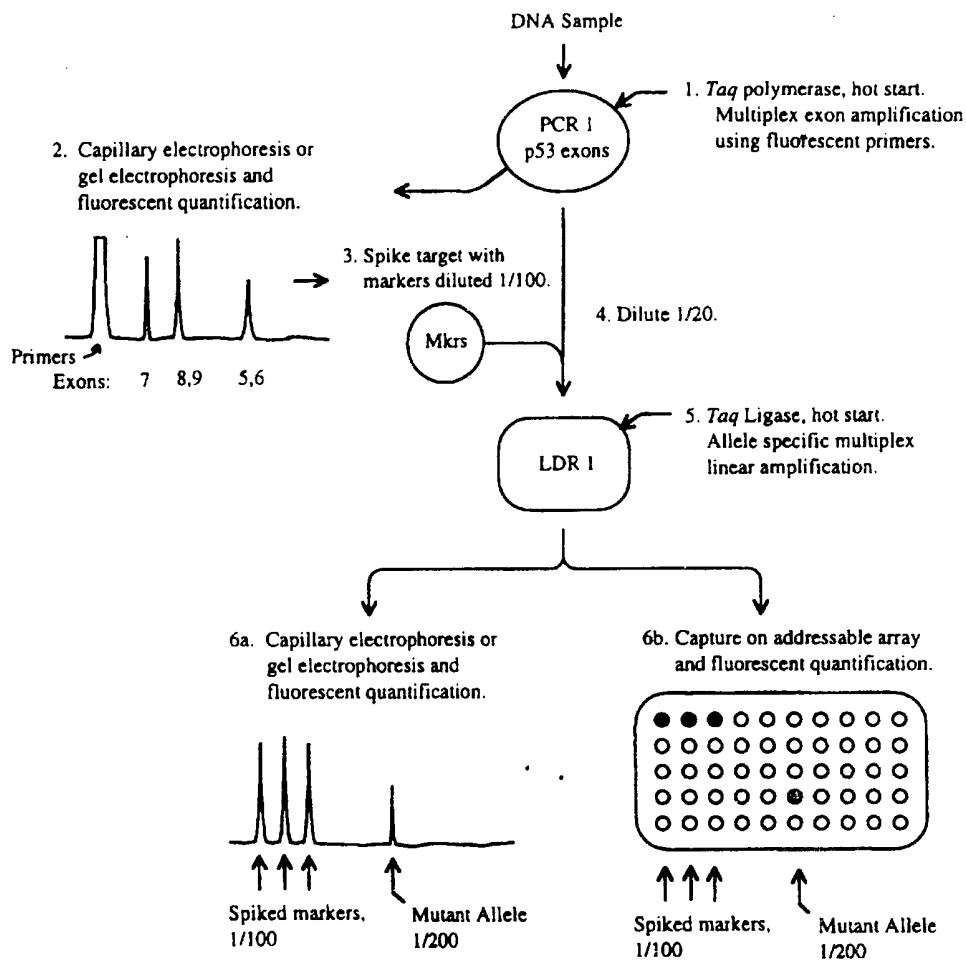 DNA Sample
1. Taq polymerase, hot start.
Multiplex exon amplification
using fluorescent primers.
PCR 1
p53 exons
2. Capillary electrophoresis or
gel electrophoresis and
fluorescent quantification.
3. Spike target with
markers diluted 1/100.
4. Dilute 1/20.
Mkrs
Primers
Exons: 7 8,9 5,6
5. Taq Ligase, hot start.
Allele specific multiplex
linear amplification.
LDR 1
6a. Capillary electrophoresis or
gel electrophoresis and
fluorescent quantification.
Spiked markers,
1/100
Mutant Allele
1/200
6b. Capture on addressable array
and fluorescent quantification.
Spiked markers,
1/100
Mutant Allele
1/200